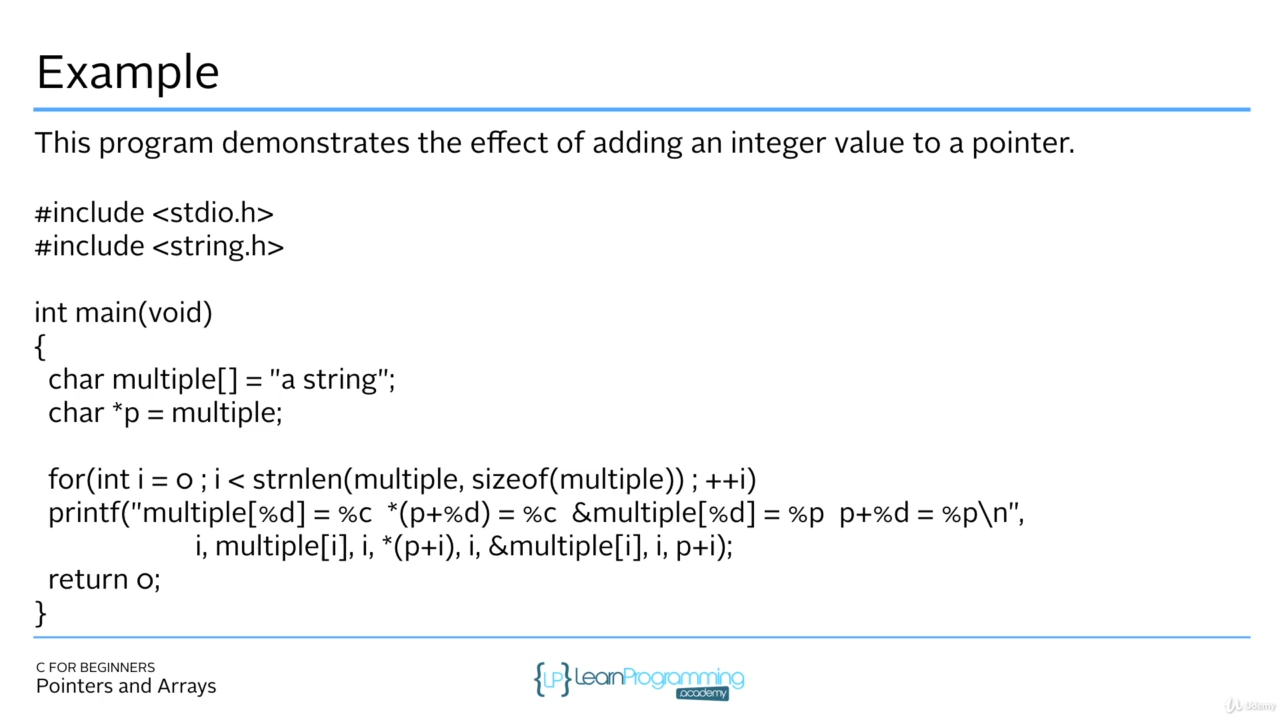 Example
This program demonstrates the effect of adding an integer value to a pointer.
#include <stdio.h>
#include <string.h>
int main(void)
{
char multiple[] = "a string";
char *p = multiple;
for(int i = 0 ; i < strnlen(multiple, sizeof(multiple)) ; ++i)
printf("multiple[%d] = %c  *(p+%d) = %c  &multiple[%d] = %p  p+%d = %p\n",
i, multiple[i], i, *(p+i), i, &multiple[i], i, p+i);
return 0;
}
C FOR BEGINNERS
Pointers and Arrays
{LP} LearnProgramming
.academy
Udemy